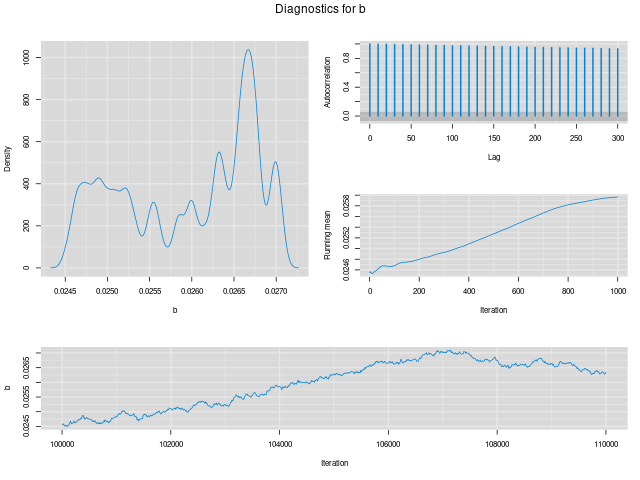 Diagnostics for b
Density
0 200 400 600 800 1000
0.0245 0.0250 0.0255 0.0260 0.0265 0.0270
b
Autocorrelation
0.0 0.4 0.8
0 50 100 150 200 250 300
Lag
Running mean
0.0246 0.0252 0.0258
0 200 400 600 800 1000
Iteration
b
0.0245 0.0255 0.0265
100000 102000 104000 106000 108000 110000
Iteration